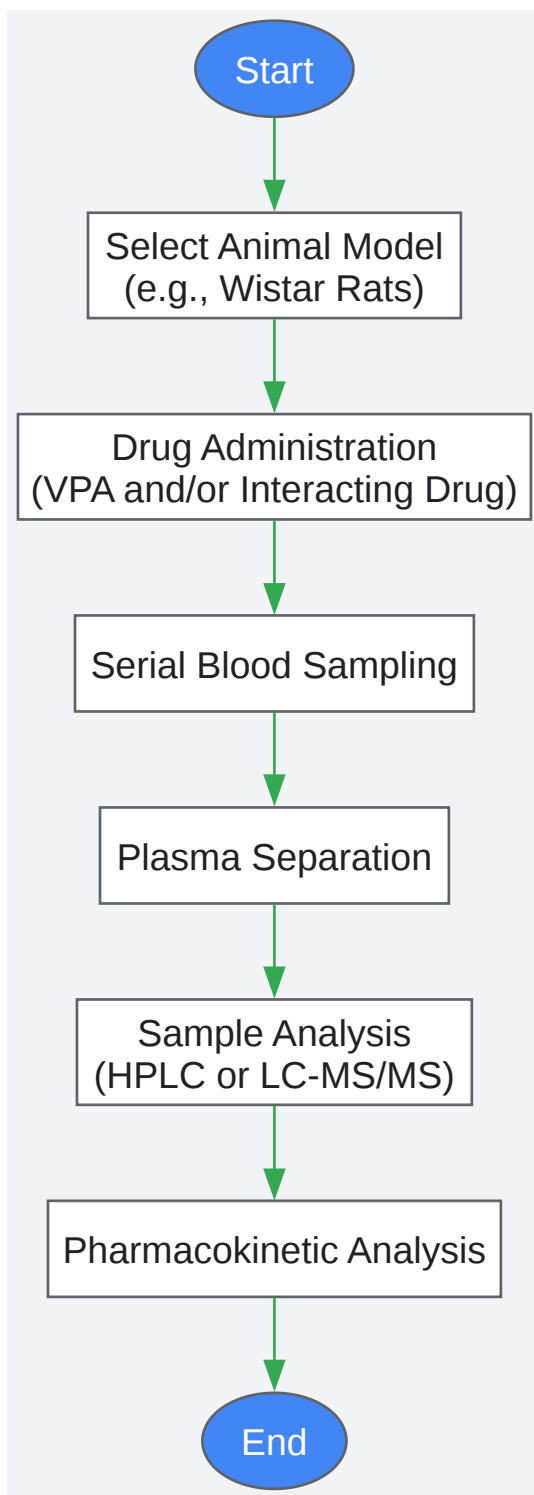 Start
Select Animal Model
(e.g., Wistar Rats)
Drug Administration
(VPA and/or Interacting Drug)
Serial Blood Sampling
Plasma Separation
Sample Analysis
(HPLC or LC-MS/MS)
Pharmacokinetic Analysis
End